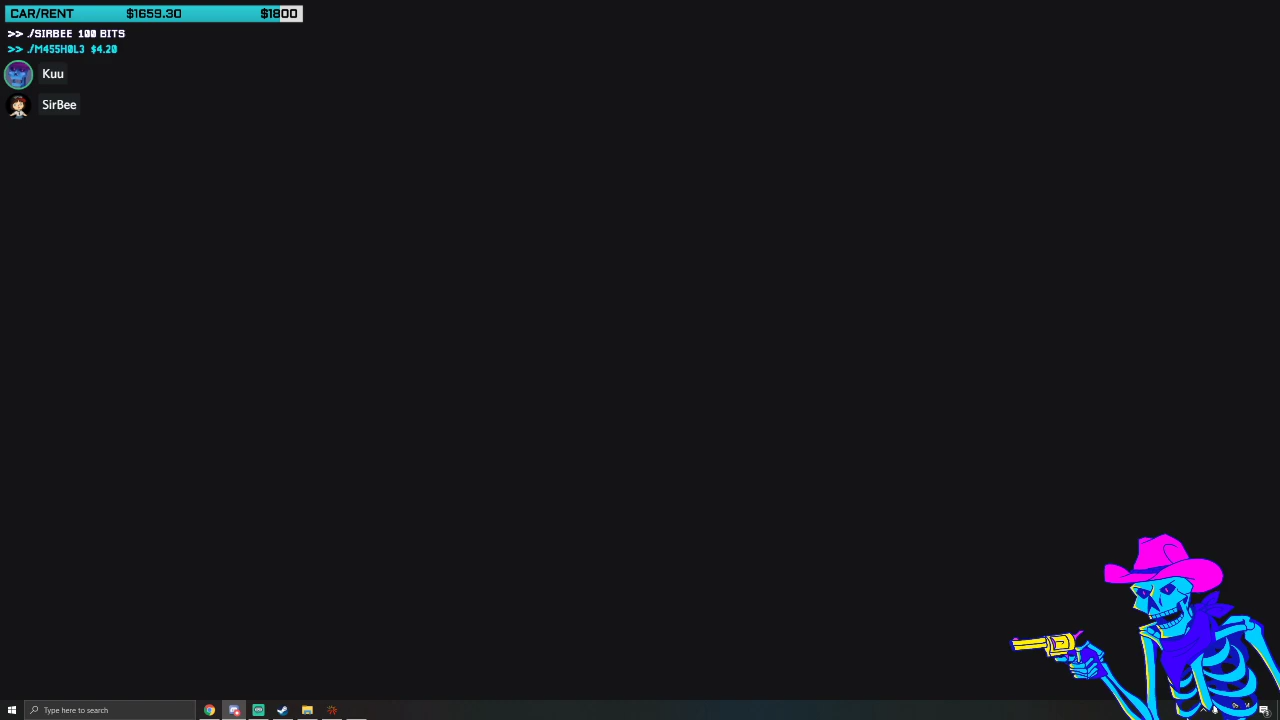 CAR/RENT $1659.30 $1800
>> ./SIRBEE 100 BITS
>> ./M455H0L3 $4.20
Kuu
SirBee
Type here to search